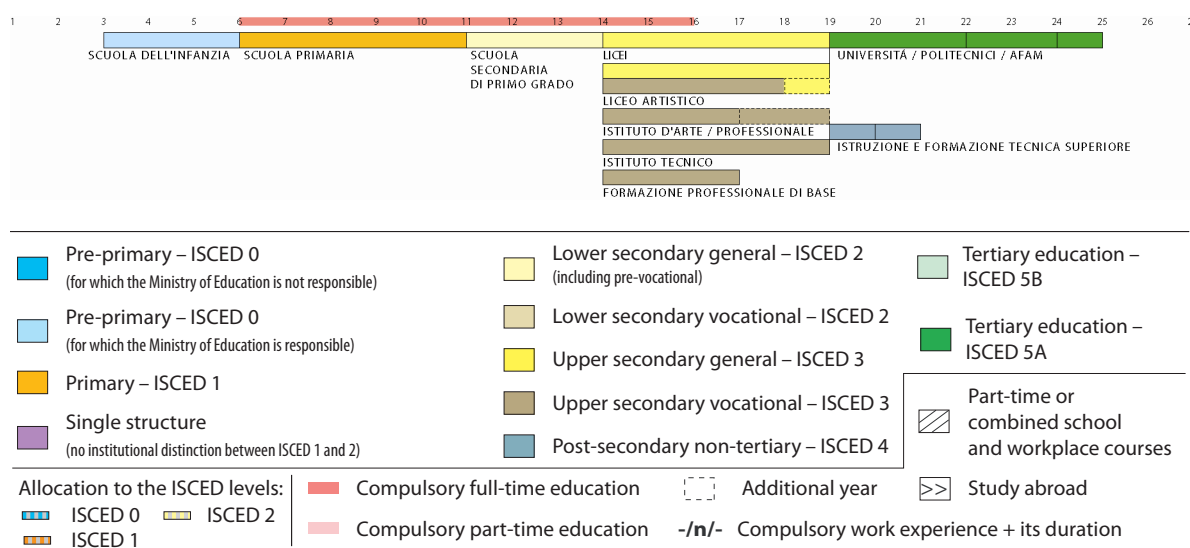 1 2 3 4 5 6 7 8 9 10 11 12 13 14 15 16 17 18 19 20 21 22 23 24 25 26 2
SCUOLA DELL'INFANZIA SCUOLA PRIMARIA SCUOLA LICEI UNIVERSITÁ / POLITECNICI / AFAM
SECONDARIA
DI PRIMO GRADO
LICEO ARTISTICO
ISTITUTO D'ARTE / PROFESSIONALE
ISTRUZIONE E FORMAZIONE TECNICA SUPERIORE
ISTITUTO TECNICO
FORMAZIONE PROFESSIONALE DI BASE
Pre-primary – ISCED 0
(for which the Ministry of Education is not responsible)
Pre-primary – ISCED 0
(for which the Ministry of Education is responsible)
Primary – ISCED 1
Single structure
(no institutional distinction between ISCED 1 and 2)
Lower secondary general – ISCED 2
(including pre-vocational)
Lower secondary vocational – ISCED 2
Upper secondary general – ISCED 3
Upper secondary vocational – ISCED 3
Post-secondary non-tertiary – ISCED 4
Tertiary education –
ISCED 5B
Tertiary education –
ISCED 5A
Part-time or
combined school
and workplace courses
Allocation to the ISCED levels:
ISCED 0 ISCED 2
ISCED 1
Compulsory full-time education
Compulsory part-time education
Additional year
-/n/- Compulsory work experience + its duration
>> Study abroad